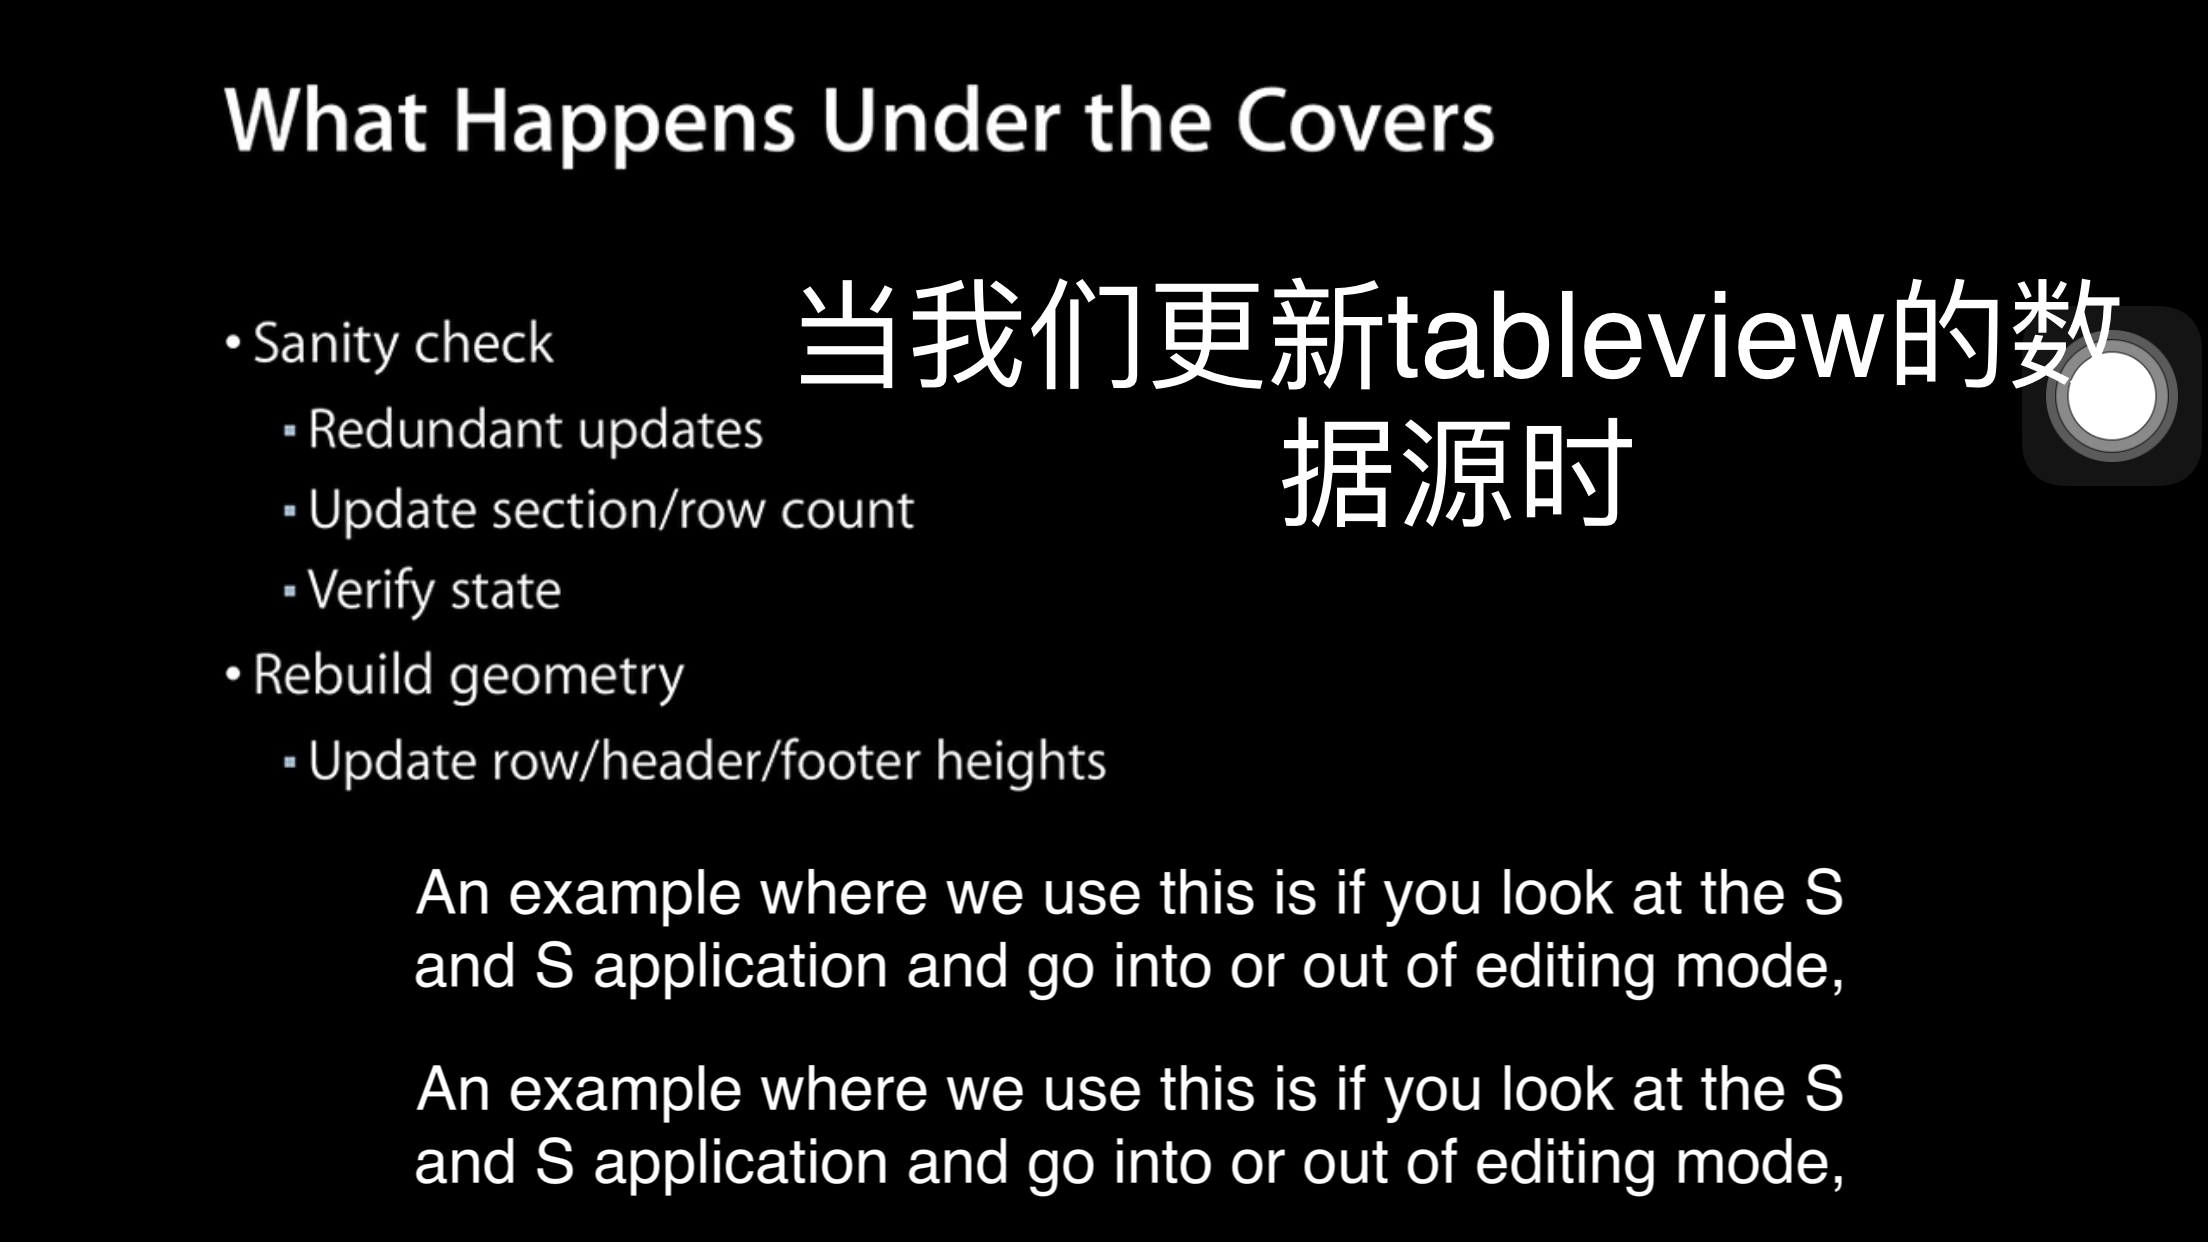 What Happens Under the Covers
• Sanity check
▪ Redundant updates
▪ Update section/row count
▪ Verify state
• Rebuild geometry
▪ Update row/header/footer heights
当我们更新tableview的数
据源时
An example where we use this is if you look at the S
and S application and go into or out of editing mode,
An example where we use this is if you look at the S
and S application and go into or out of editing mode,